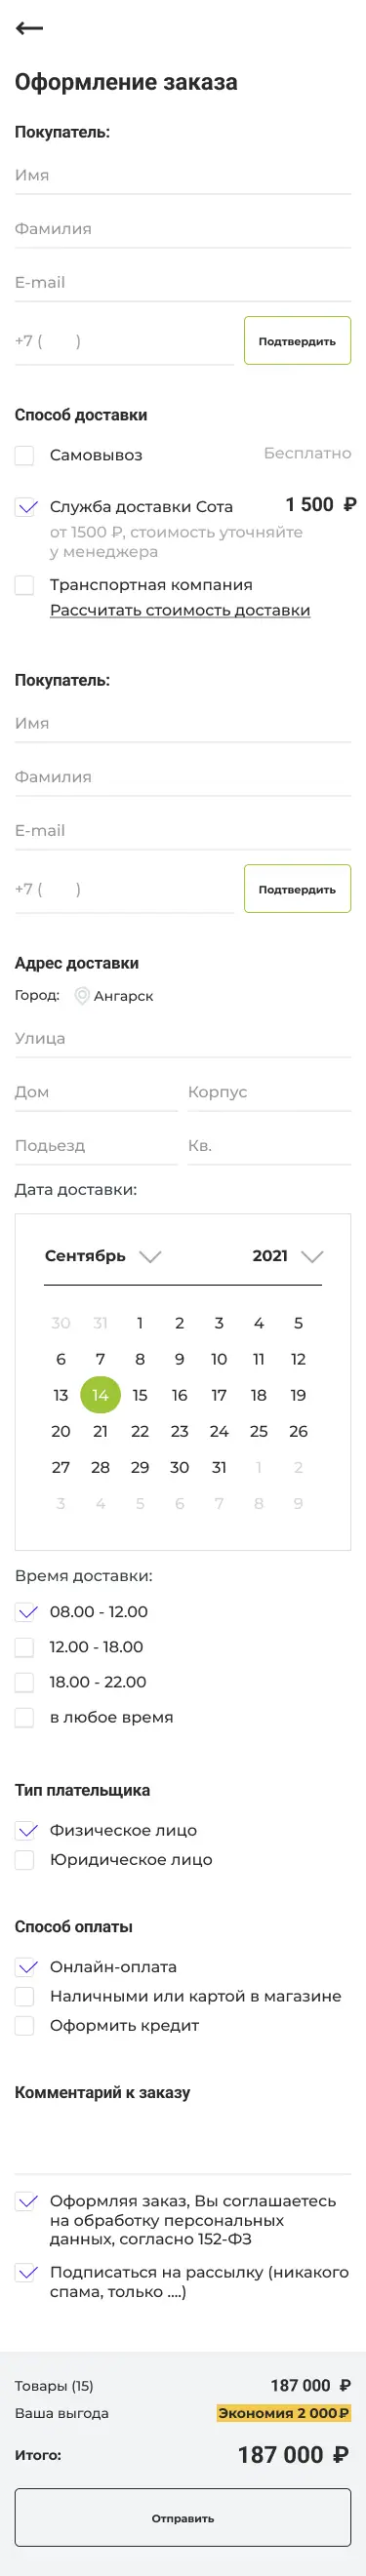 Оформление заказа
Покупатель:
Имя
Фамилия
E-mail
+7 ( )
Подтвердить
Способ доставки
Самовывоз Бесплатно
Служба доставки Сота 1 500 ₽
от 1500 ₽, стоимость уточняйте
у менеджера
Транспортная компания
Рассчитать стоимость доставки
Покупатель:
Имя
Фамилия
E-mail
+7 ( )
Подтвердить
Адрес доставки
Город: Ангарск
Улица
Дом Корпус
Подьезд Кв.
Дата доставки:
Сентябрь 2021
30 31 1 2 3 4 5
6 7 8 9 10 11 12
13 14 15 16 17 18 19
20 21 22 23 24 25 26
27 28 29 30 31 1 2
3 4 5 6 7 8 9
Время доставки:
08.00 - 12.00
12.00 - 18.00
18.00 - 22.00
в любое время
Тип плательщика
Физическое лицо
Юридическое лицо
Способ оплаты
Онлайн-оплата
Наличными или картой в магазине
Оформить кредит
Комментарий к заказу
Оформляя заказ, Вы соглашаетесь
на обработку персональных
данных, согласно 152-ФЗ
Подписаться на рассылку (никакого
спама, только ....)
Товары (15) 187 000 ₽
Ваша выгода Экономия 2 000 ₽
Итого: 187 000 ₽
Отправить